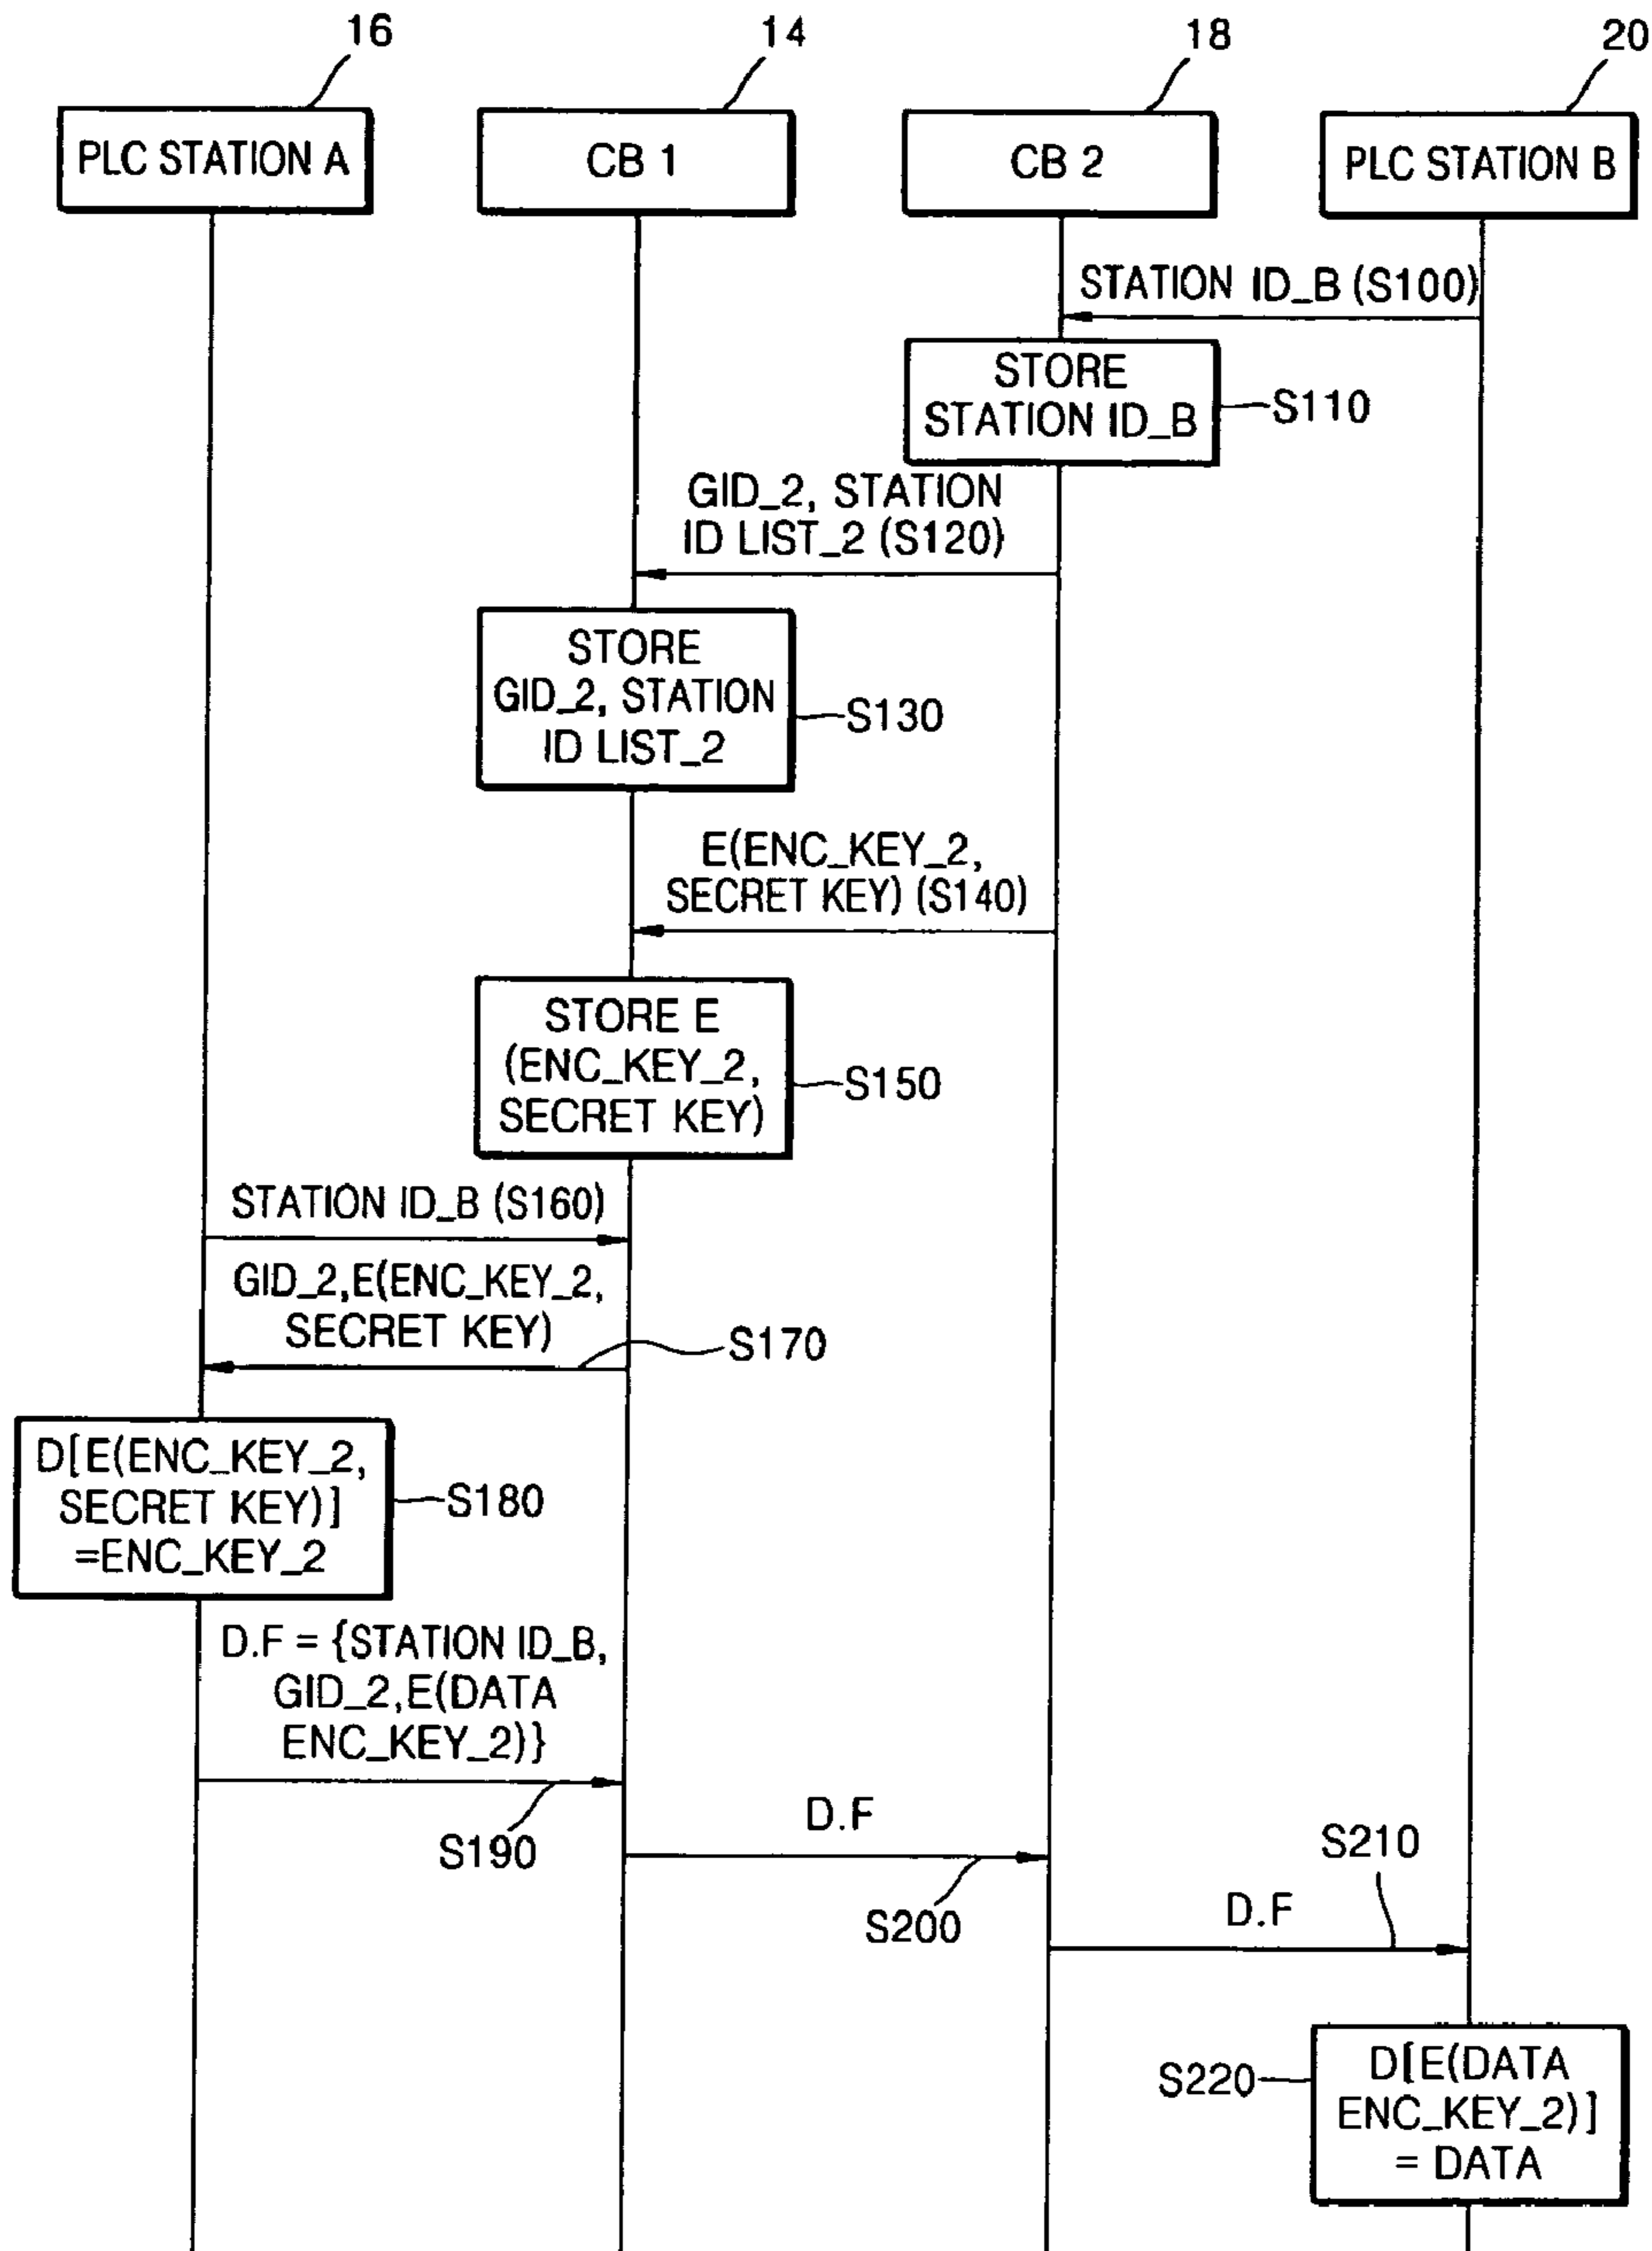 16
14
18
20
PLC STATION A
CB 1
CB 2
PLC STATION B
STATION ID_B (S100)
STORE
STATION ID_B
S110
GID_2, STATION
ID LIST_2 (S120)
STORE
GID_2, STATION
ID LIST_2
S130
E(ENC_KEY_2,
SECRET KEY) (S140)
STORE E
(ENC_KEY_2,
SECRET KEY)
S150
STATION ID_B (S160)
GID_2,E(ENC_KEY_2,
SECRET KEY)
S170
D[E(ENC_KEY_2,
SECRET KEY)]
=ENC_KEY_2
S180
D.F = {STATION ID_B,
GID_2,E(DATA
ENC_KEY_2)}
S190
D.F
S200
S210
D.F
S220
D[E(DATA
ENC_KEY_2)]
= DATA